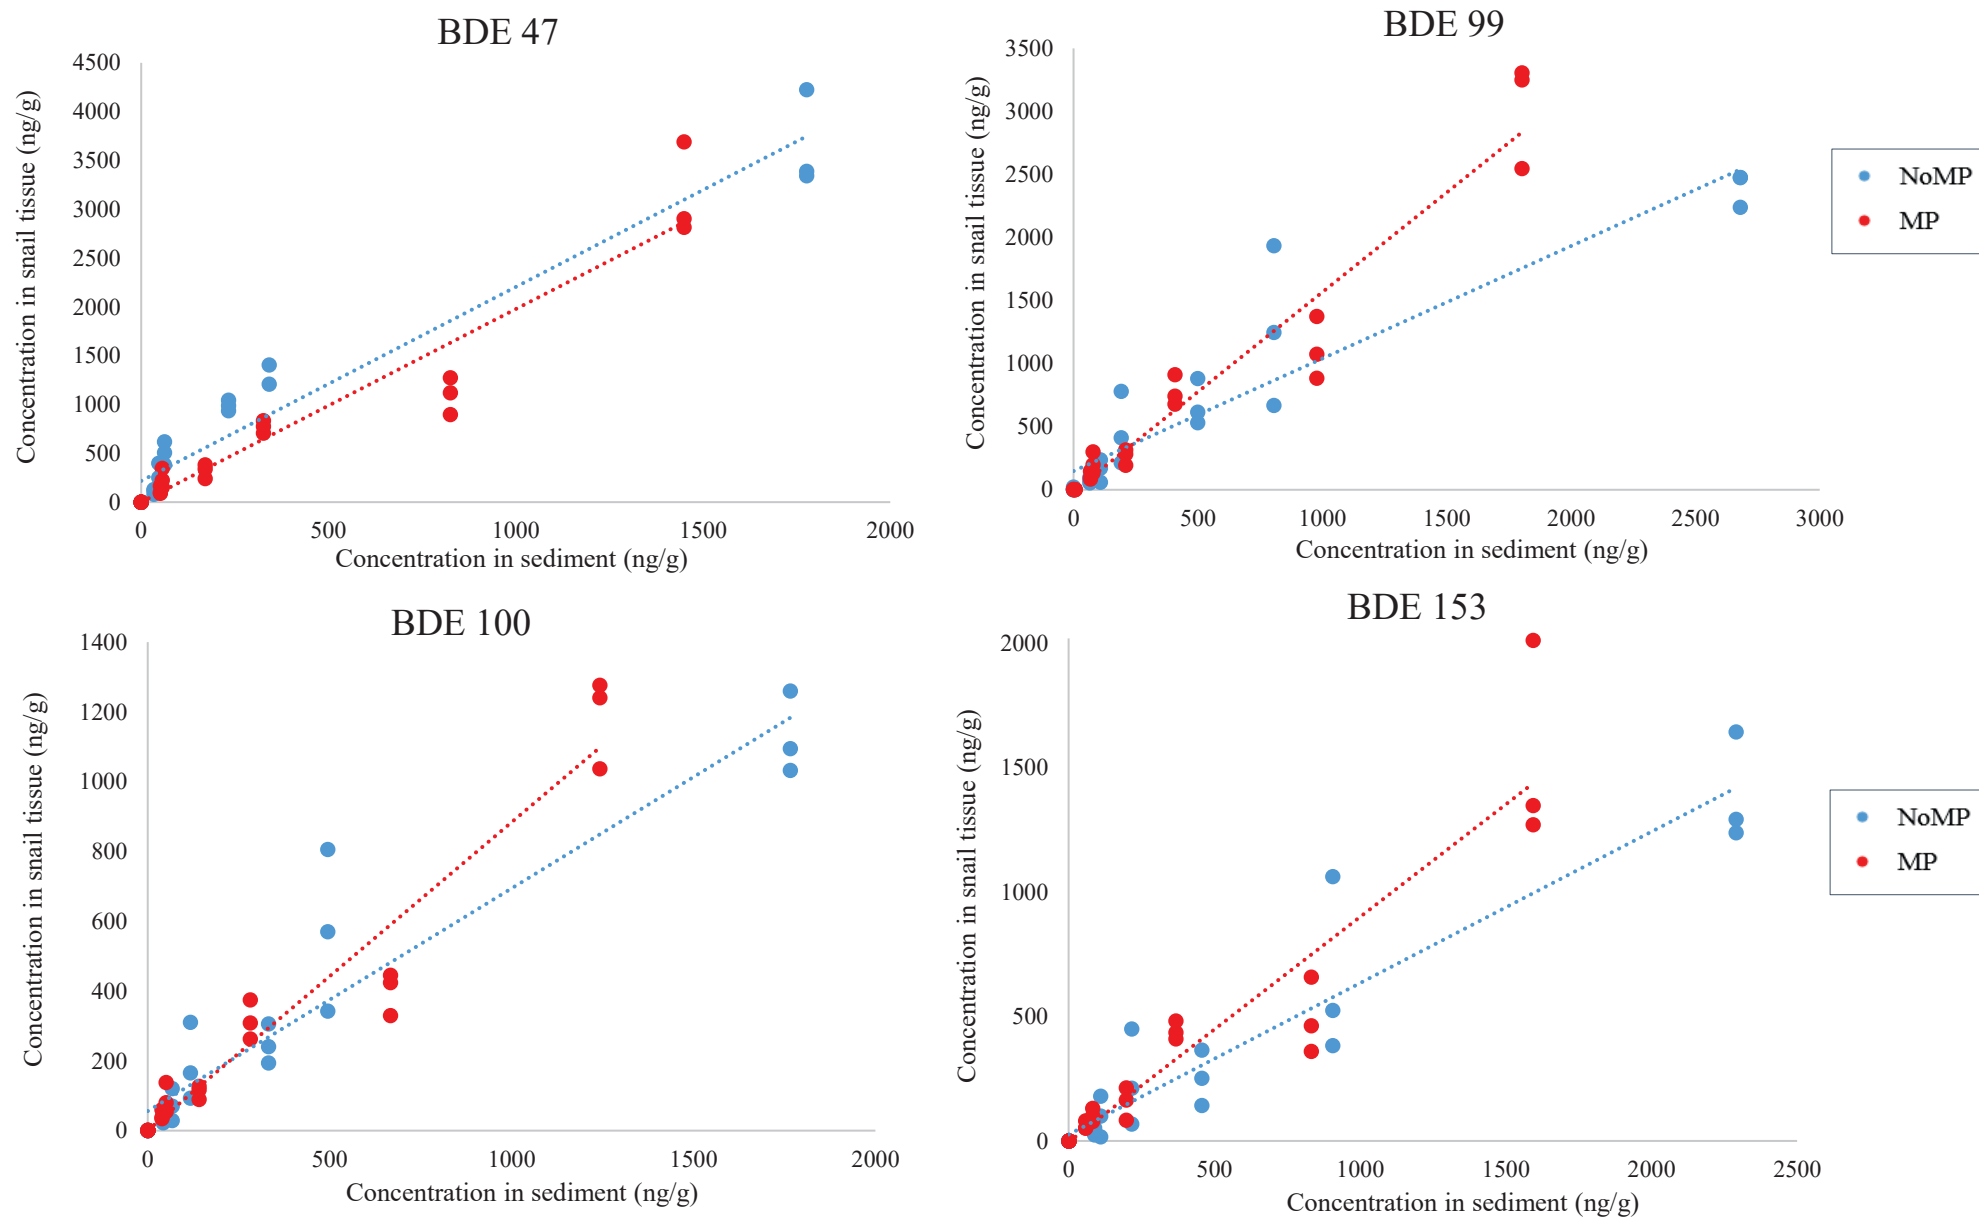 BDE 47
Concentration in snail tissue (ng/g)
4500
4000
3500
3000
2500
2000
1500
1000
500
0
0 500 1000 1500 2000
Concentration in sediment (ng/g)
BDE 99
Concentration in snail tissue (ng/g)
3500
3000
2500
2000
1500
1000
500
0
0 500 1000 1500 2000 2500 3000
Concentration in sediment (ng/g)
NoMP
MP
BDE 100
Concentration in snail tissue (ng/g)
1400
1200
1000
800
600
400
200
0
0 500 1000 1500 2000
Concentration in sediment (ng/g)
BDE 153
Concentration in snail tissue (ng/g)
2000
1500
1000
500
0
0 500 1000 1500 2000 2500
Concentration in sediment (ng/g)
NoMP
MP